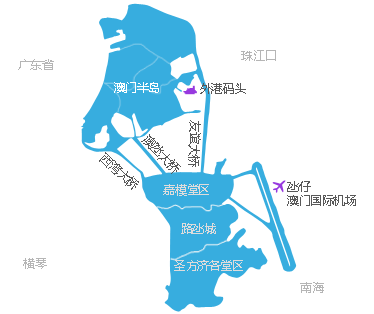 广东省
珠江口
澳门半岛
外港码头
友谊大桥
澳氹大桥
西湾大桥
嘉模堂区
氹仔
澳门国际机场
路氹城
横琴
圣方济各堂区
南海